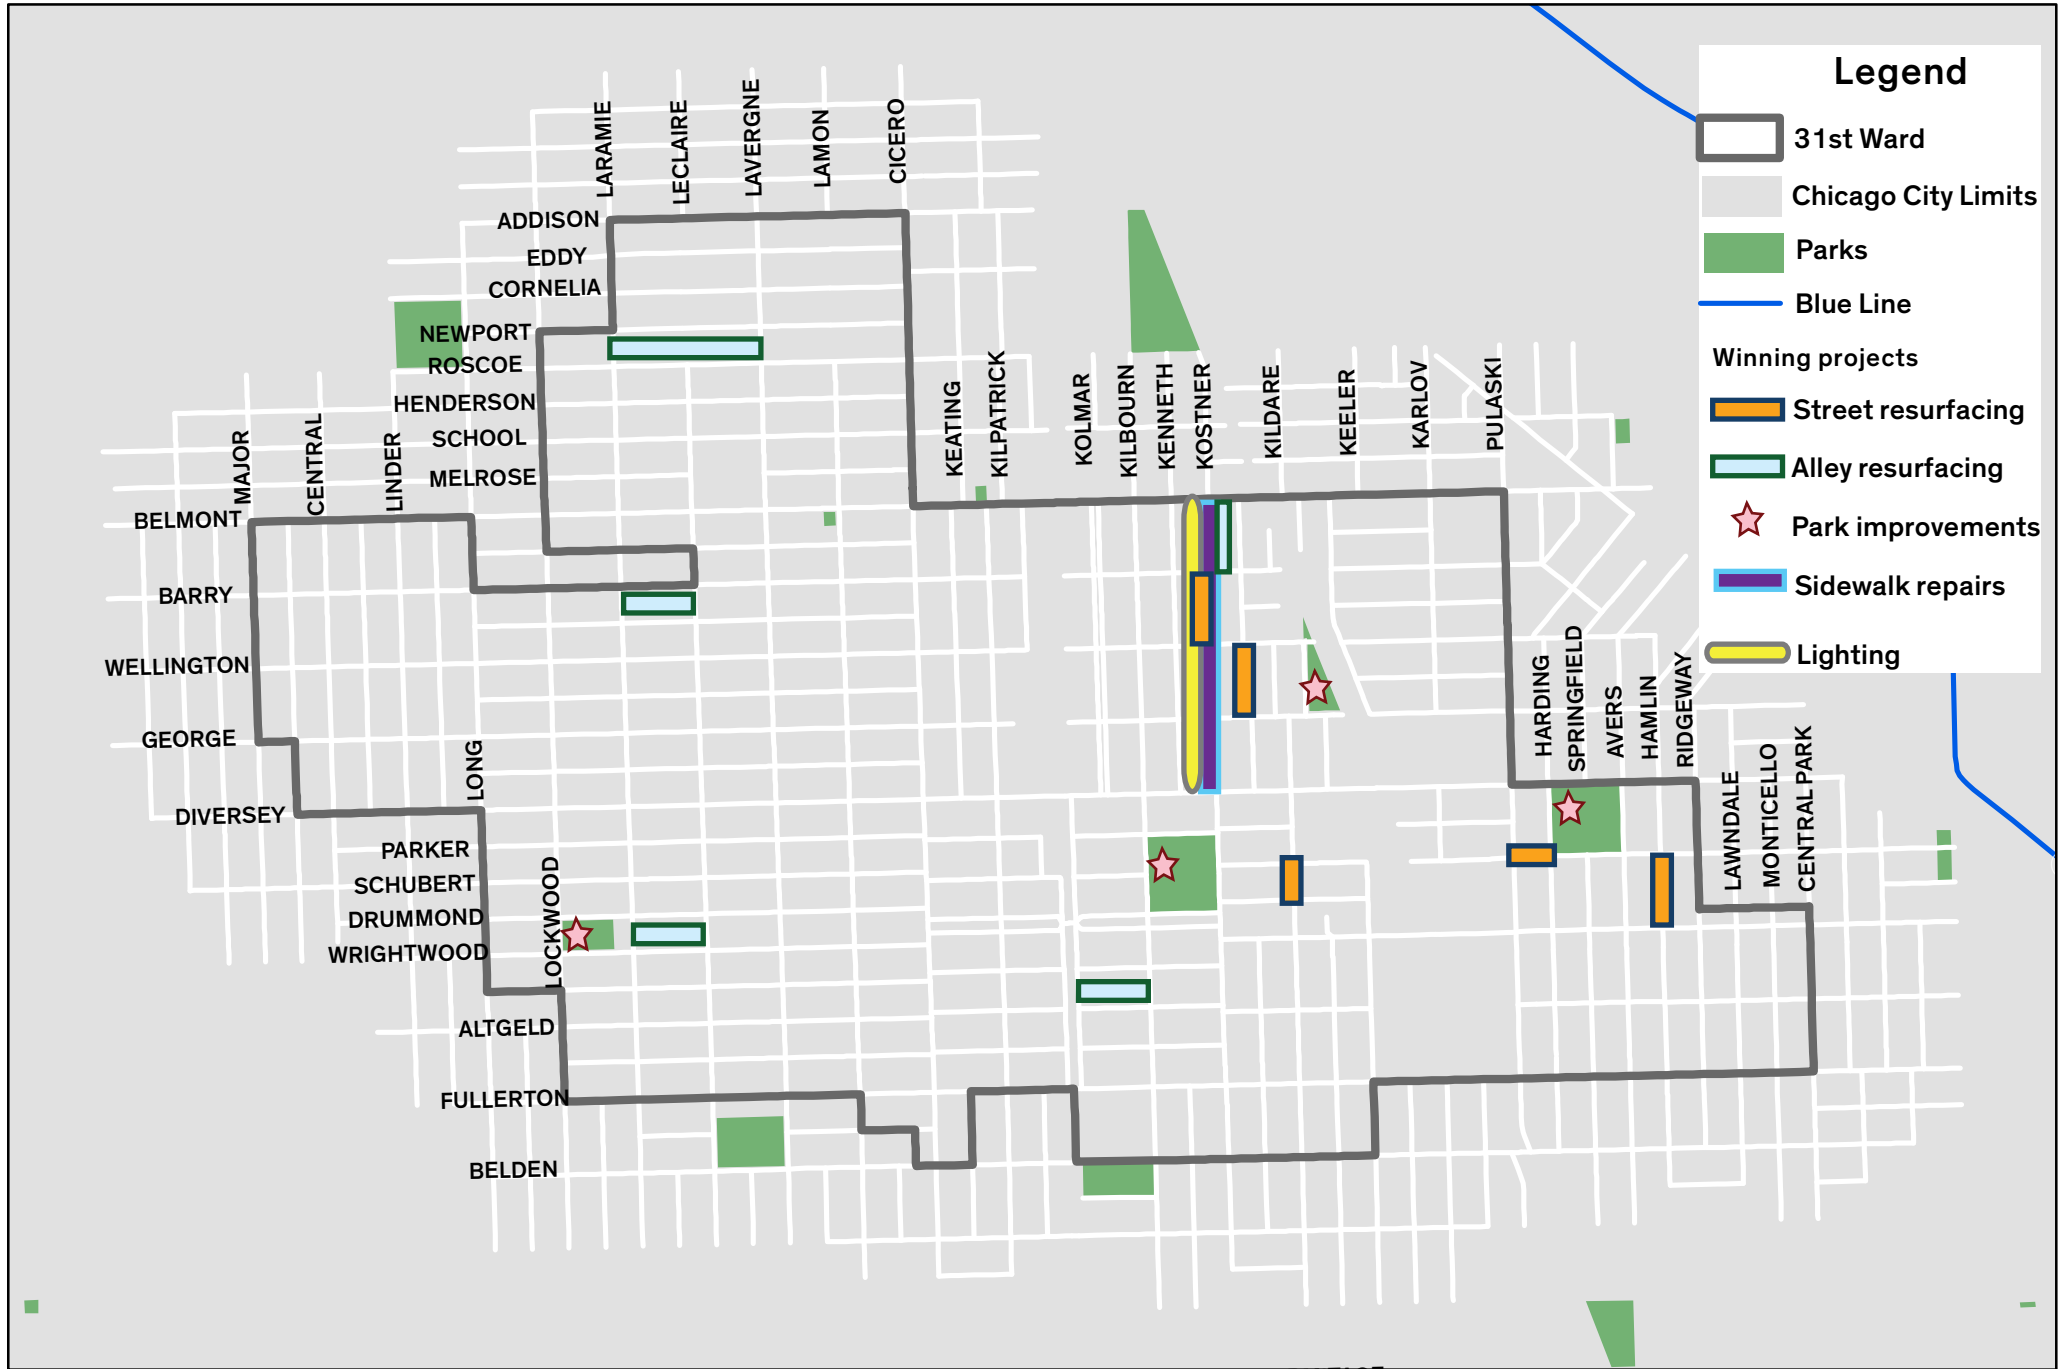 Legend
31st Ward
Chicago City Limits
Parks
Blue Line
Winning projects
Street resurfacing
Alley resurfacing
Park improvements
Sidewalk repairs
Lighting
LARAMIE
LECLAIRE
LAVERGNE
LAMON
CICERO
ADDISON
EDDY
CORNELIA
NEWPORT
ROSCOE
HENDERSON
SCHOOL
MELROSE
MAJOR
CENTRAL
LINDER
BELMONT
BARRY
WELLINGTON
GEORGE
DIVERSEY
LONG
PARKER
SCHUBERT
DRUMMOND
WRIGHTWOOD
LOCKWOOD
ALTGELD
FULLERTON
BELDEN
KEATING
KILPATRICK
KOLMAR
KILBOURN
KENNETH
KOSTNER
KILDARE
KEELER
KARLOV
PULASKI
HARDING
SPRINGFIELD
AVERS
HAMLIN
RIDGEWAY
LAWNDALE
MONTICELLO
CENTRAL PARK